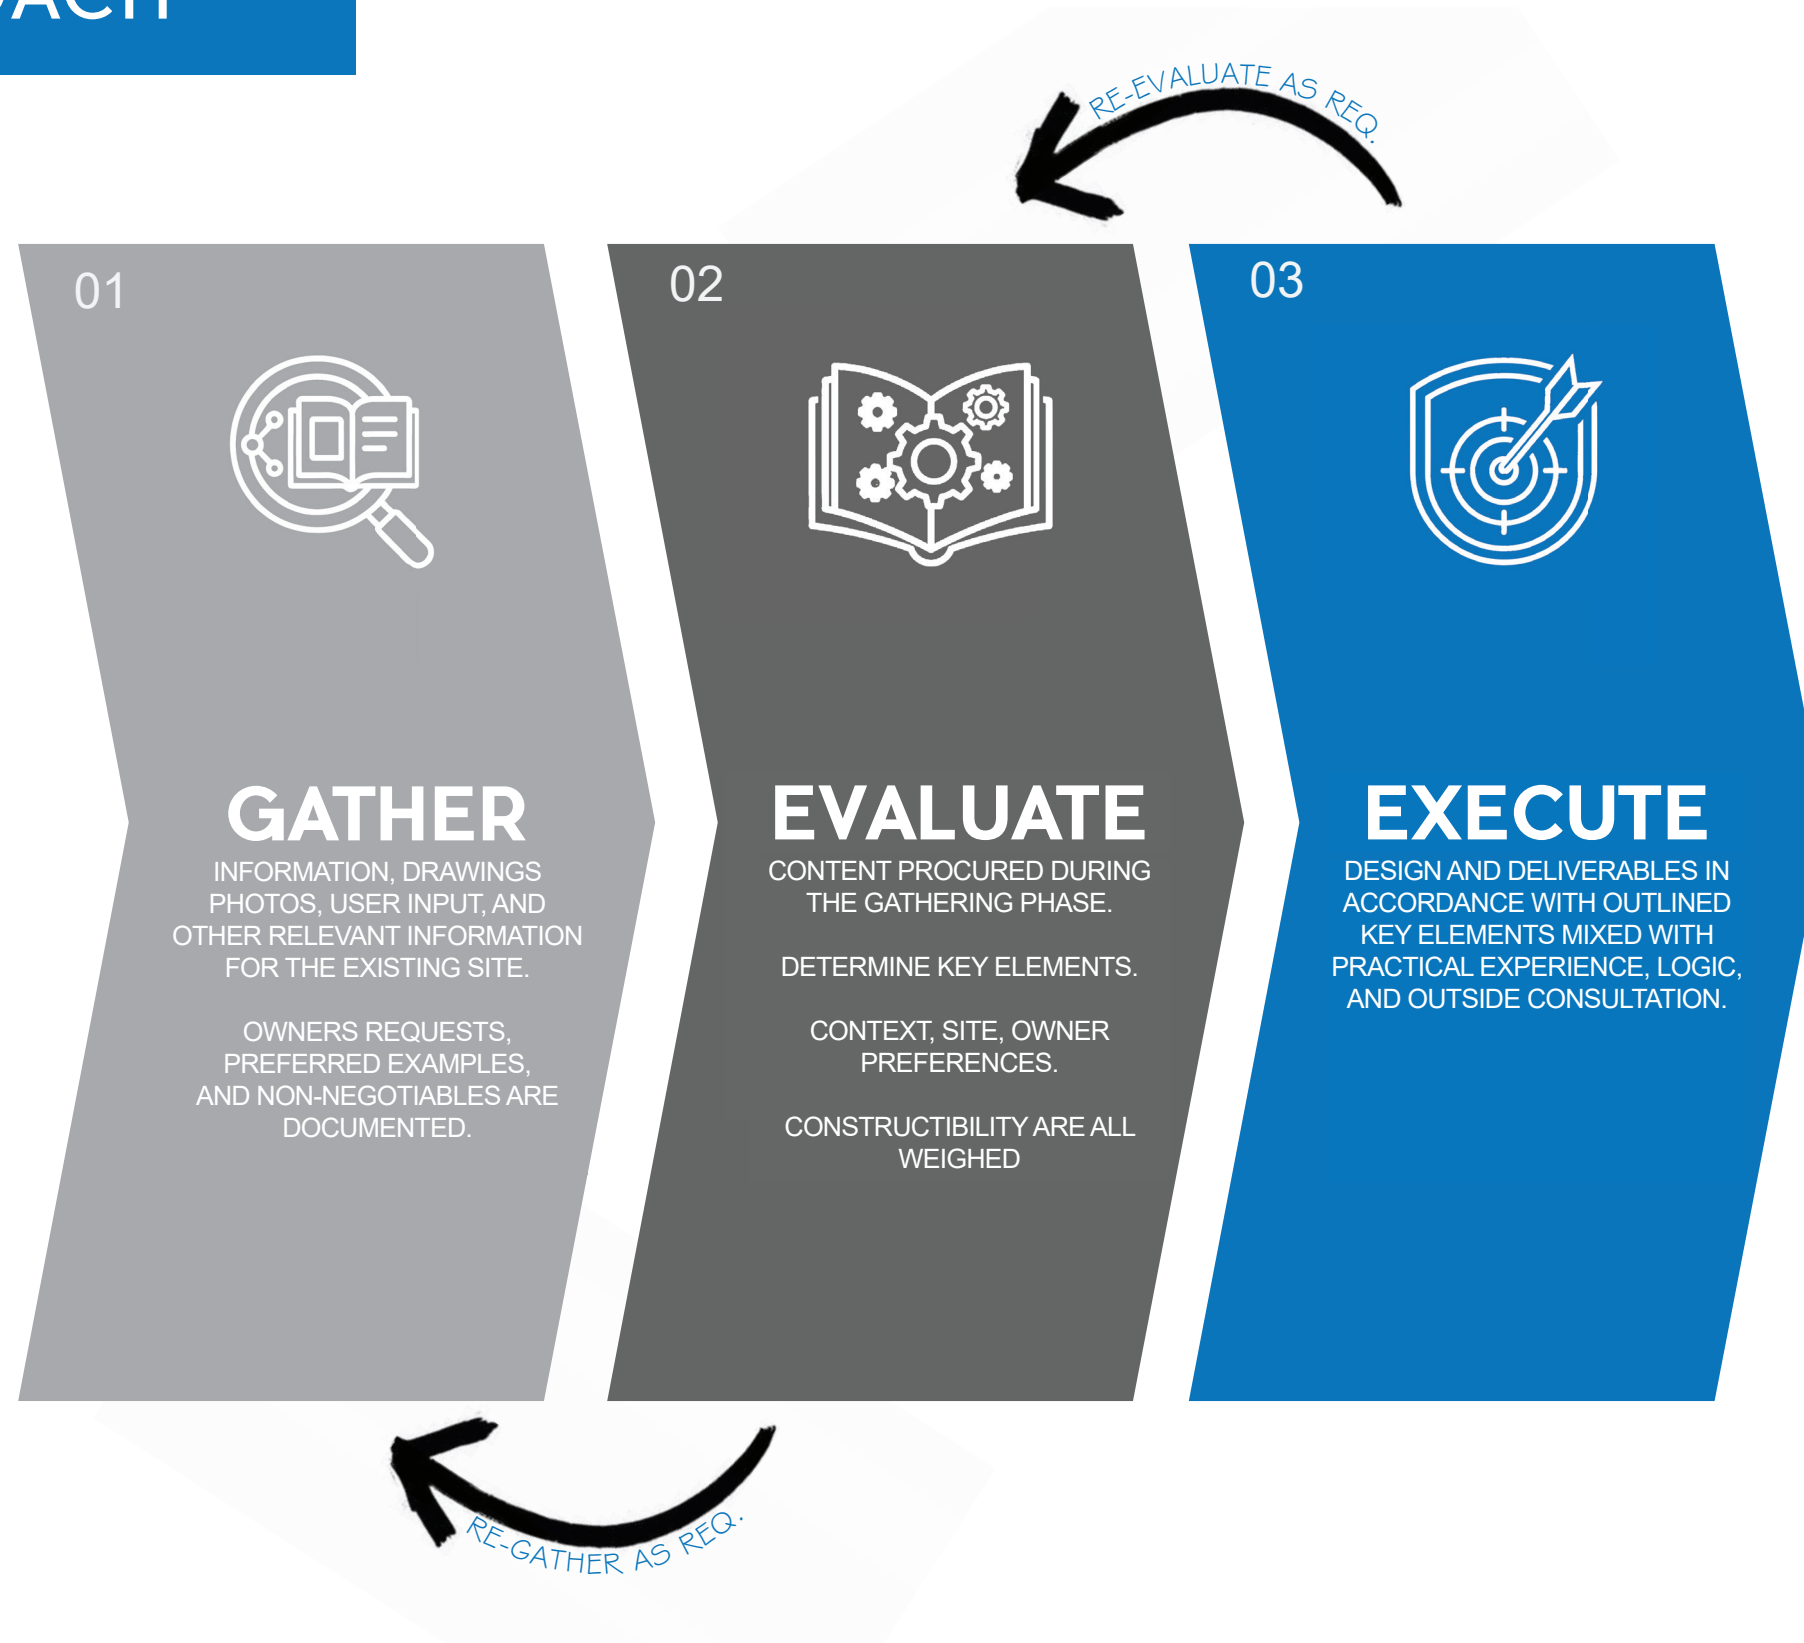 RE-EVALUATE AS REQ.
01
GATHER
INFORMATION, DRAWINGS
PHOTOS, USER INPUT, AND
OTHER RELEVANT INFORMATION
FOR THE EXISTING SITE.
OWNERS REQUESTS,
PREFERRED EXAMPLES,
AND NON-NEGOTIABLES ARE
DOCUMENTED.
02
EVALUATE
CONTENT PROCURED DURING
THE GATHERING PHASE.
DETERMINE KEY ELEMENTS.
CONTEXT, SITE, OWNER
PREFERENCES.
CONSTRUCTIBILITY ARE ALL
WEIGHED
03
EXECUTE
DESIGN AND DELIVERABLES IN
ACCORDANCE WITH OUTLINED
KEY ELEMENTS MIXED WITH
PRACTICAL EXPERIENCE, LOGIC,
AND OUTSIDE CONSULTATION.
RE-GATHER AS REQ.